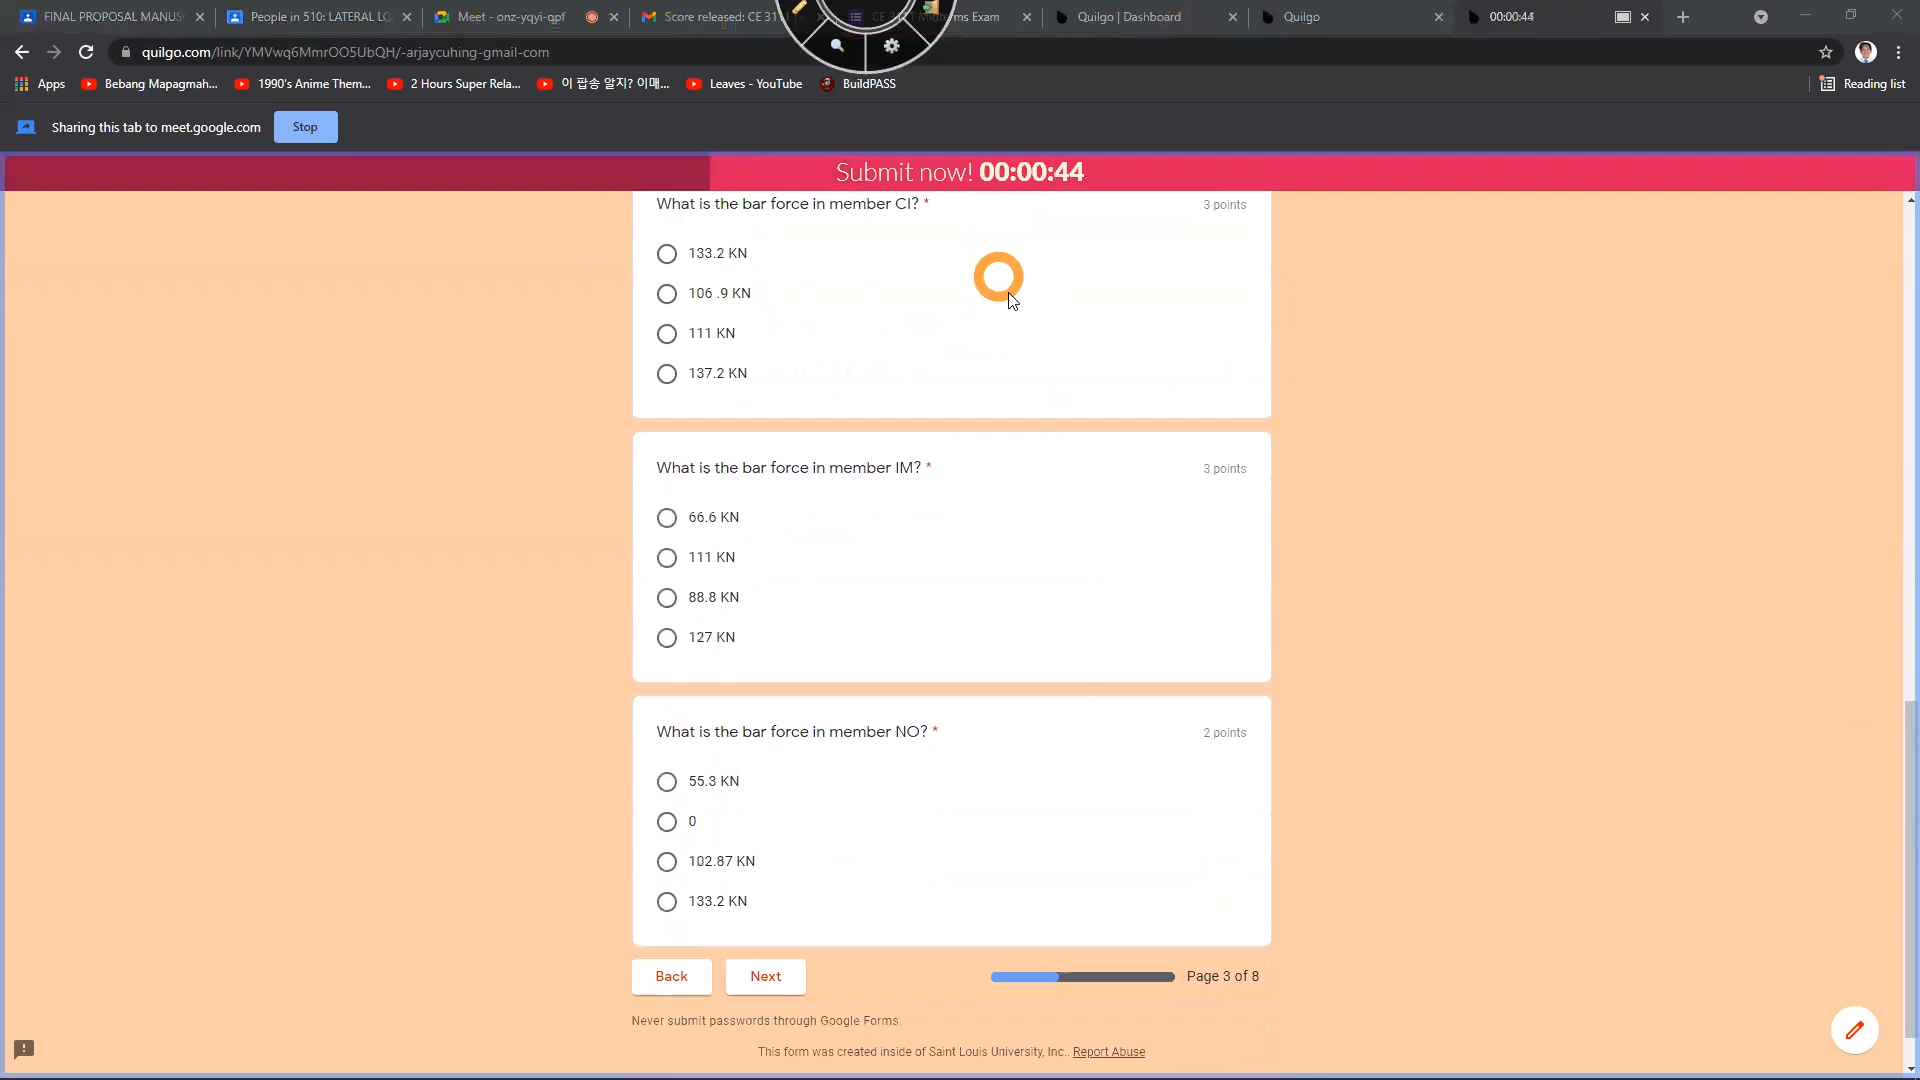 FINAL PROPOSAL MANUS
People in 510: LATERAL LO
Meet - onz-yqyi-qpf
Score released: CE 3111
Exam
Quilgo | Dashboard
Quilgo
00:00:44
quilgo.com/link/YMVwq6MmrOO5UbQH/-arjaycuhing-gmail-com
Apps
Bebang Mapagmah...
1990's Anime Them...
2 Hours Super Rela...
이 팝송 알지? 이매...
Leaves - YouTube
BuildPASS
Reading list
Sharing this tab to meet.google.com
Stop
Submit now! 00:00:44
What is the bar force in member CI? *
3 points
133.2 KN
106 .9 KN
111 KN
137.2 KN
What is the bar force in member IM? *
3 points
66.6 KN
111 KN
88.8 KN
127 KN
What is the bar force in member NO? *
2 points
55.3 KN
0
102.87 KN
133.2 KN
Back
Next
Page 3 of 8
Never submit passwords through Google Forms.
This form was created inside of Saint Louis University, Inc.. Report Abuse